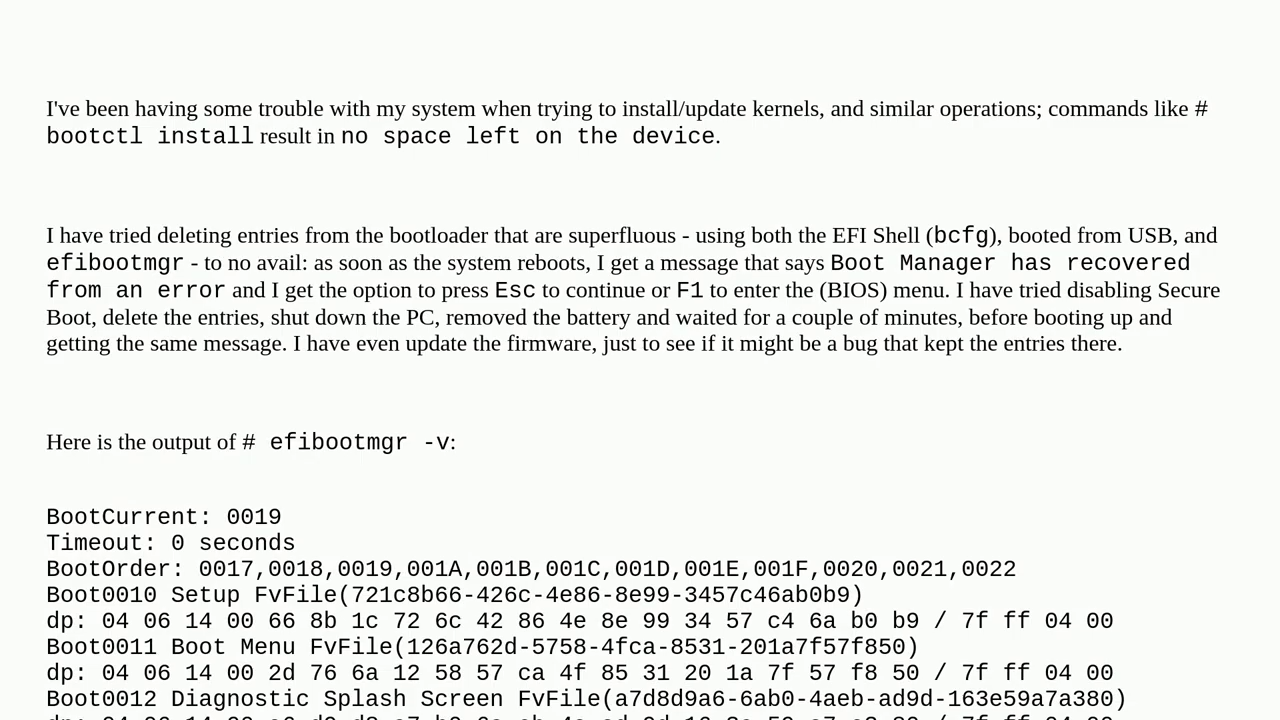 I've been having some trouble with my system when trying to install/update kernels, and similar operations; commands like #
bootctl install result in no space left on the device.
I have tried deleting entries from the bootloader that are superfluous - using both the EFI Shell (bcfg), booted from USB, and
efibootmgr - to no avail: as soon as the system reboots, I get a message that says Boot Manager has recovered
from an error and I get the option to press Esc to continue or F1 to enter the (BIOS) menu. I have tried disabling Secure
Boot, delete the entries, shut down the PC, removed the battery and waited for a couple of minutes, before booting up and
getting the same message. I have even update the firmware, just to see if it might be a bug that kept the entries there.
Here is the output of # efibootmgr -v:
BootCurrent: 0019
Timeout: 0 seconds
BootOrder: 0017,0018,0019,001A,001B,001C,001D,001E,001F,0020,0021,0022
Boot0010 Setup FvFile(721c8b66-426c-4e86-8e99-3457c46ab0b9)
dp: 04 06 14 00 66 8b 1c 72 6c 42 86 4e 8e 99 34 57 c4 6a b0 b9 / 7f ff 04 00
Boot0011 Boot Menu FvFile(126a762d-5758-4fca-8531-201a7f57f850)
dp: 04 06 14 00 2d 76 6a 12 58 57 ca 4f 85 31 20 1a 7f 57 f8 50 / 7f ff 04 00
Boot0012 Diagnostic Splash Screen FvFile(a7d8d9a6-6ab0-4aeb-ad9d-163e59a7a380)